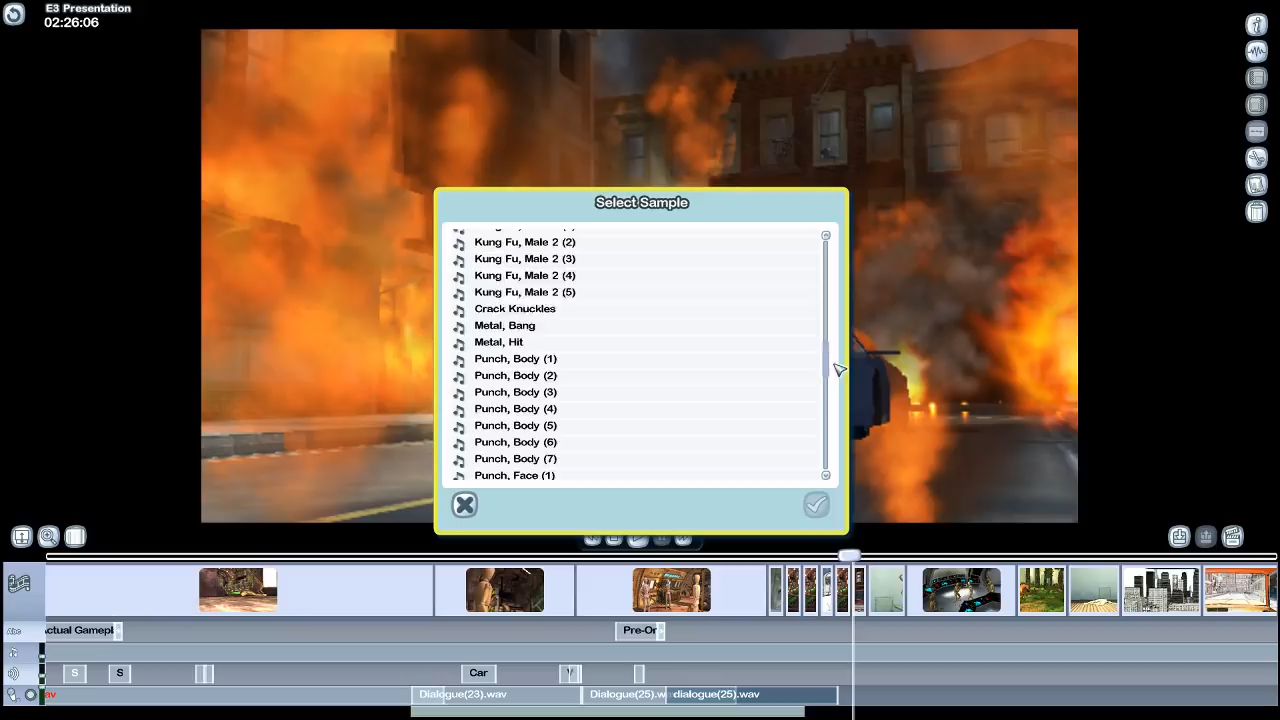 E3 Presentation
02:26:06
Select Sample
Kung Fu, Male 2 (2)
Kung Fu, Male 2 (3)
Kung Fu, Male 2 (4)
Kung Fu, Male 2 (5)
Crack Knuckles
Metal, Bang
Metal, Hit
Punch, Body (1)
Punch, Body (2)
Punch, Body (3)
Punch, Body (4)
Punch, Body (5)
Punch, Body (6)
Punch, Body (7)
Punch, Face (1)
Abc
ctual Gamepl
Pre-Or
S
S
Car
av
Dialogue(23).wav
Dialogue(25).w
dialogue(25).wav